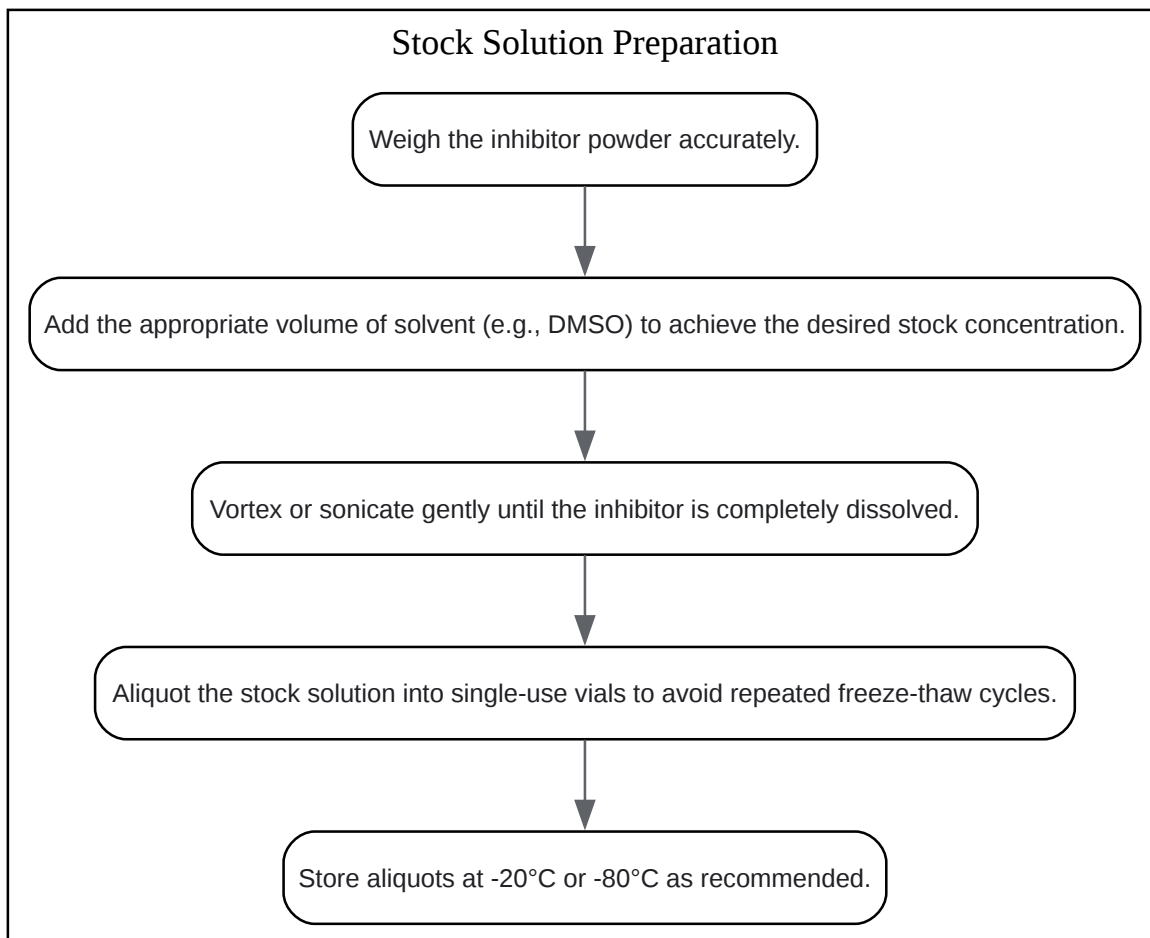 Stock Solution Preparation
Weigh the inhibitor powder accurately.
Add the appropriate volume of solvent (e.g., DMSO) to achieve the desired stock concentration.
Vortex or sonicate gently until the inhibitor is completely dissolved.
Aliquot the stock solution into single-use vials to avoid repeated freeze-thaw cycles.
Store aliquots at -20°C or -80°C as recommended.